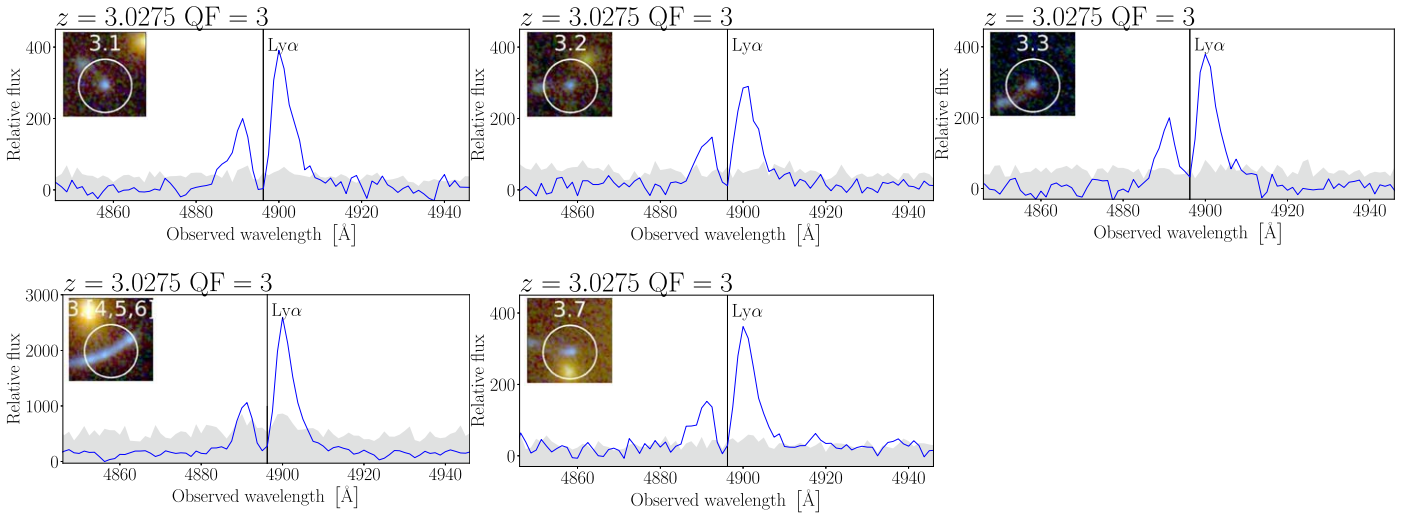 z = 3.0275 QF = 3
400
200
0
Relative flux
3.1
Lyα
4860 4880 4900 4920 4940
Observed wavelength [Å]
z = 3.0275 QF = 3
400
200
0
Relative flux
3.2
Lyα
4860 4880 4900 4920 4940
Observed wavelength [Å]
z = 3.0275 QF = 3
400
200
0
Relative flux
3.3
Lyα
4860 4880 4900 4920 4940
Observed wavelength [Å]
z = 3.0275 QF = 3
3000
2000
1000
0
Relative flux
4,5,6
Lyα
4860 4880 4900 4920 4940
Observed wavelength [Å]
z = 3.0275 QF = 3
400
200
0
Relative flux
3.7
Lyα
4860 4880 4900 4920 4940
Observed wavelength [Å]